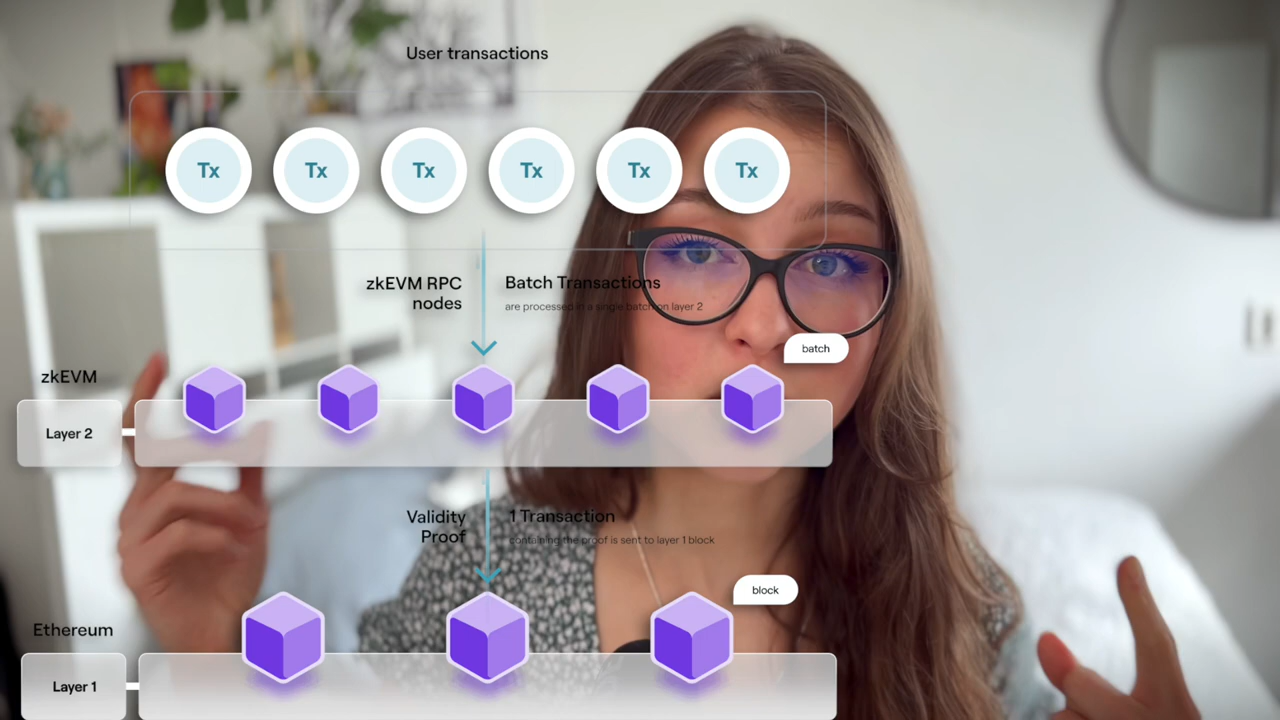 User transactions
Tx Tx Tx Tx Tx Tx
zkEVM RPC
nodes
Batch Transactions
are processed in a single batch on layer 2
batch
zkEVM
Layer 2
Validity
Proof
1 Transaction
containing the proof is sent to layer 1 block
block
Ethereum
Layer 1